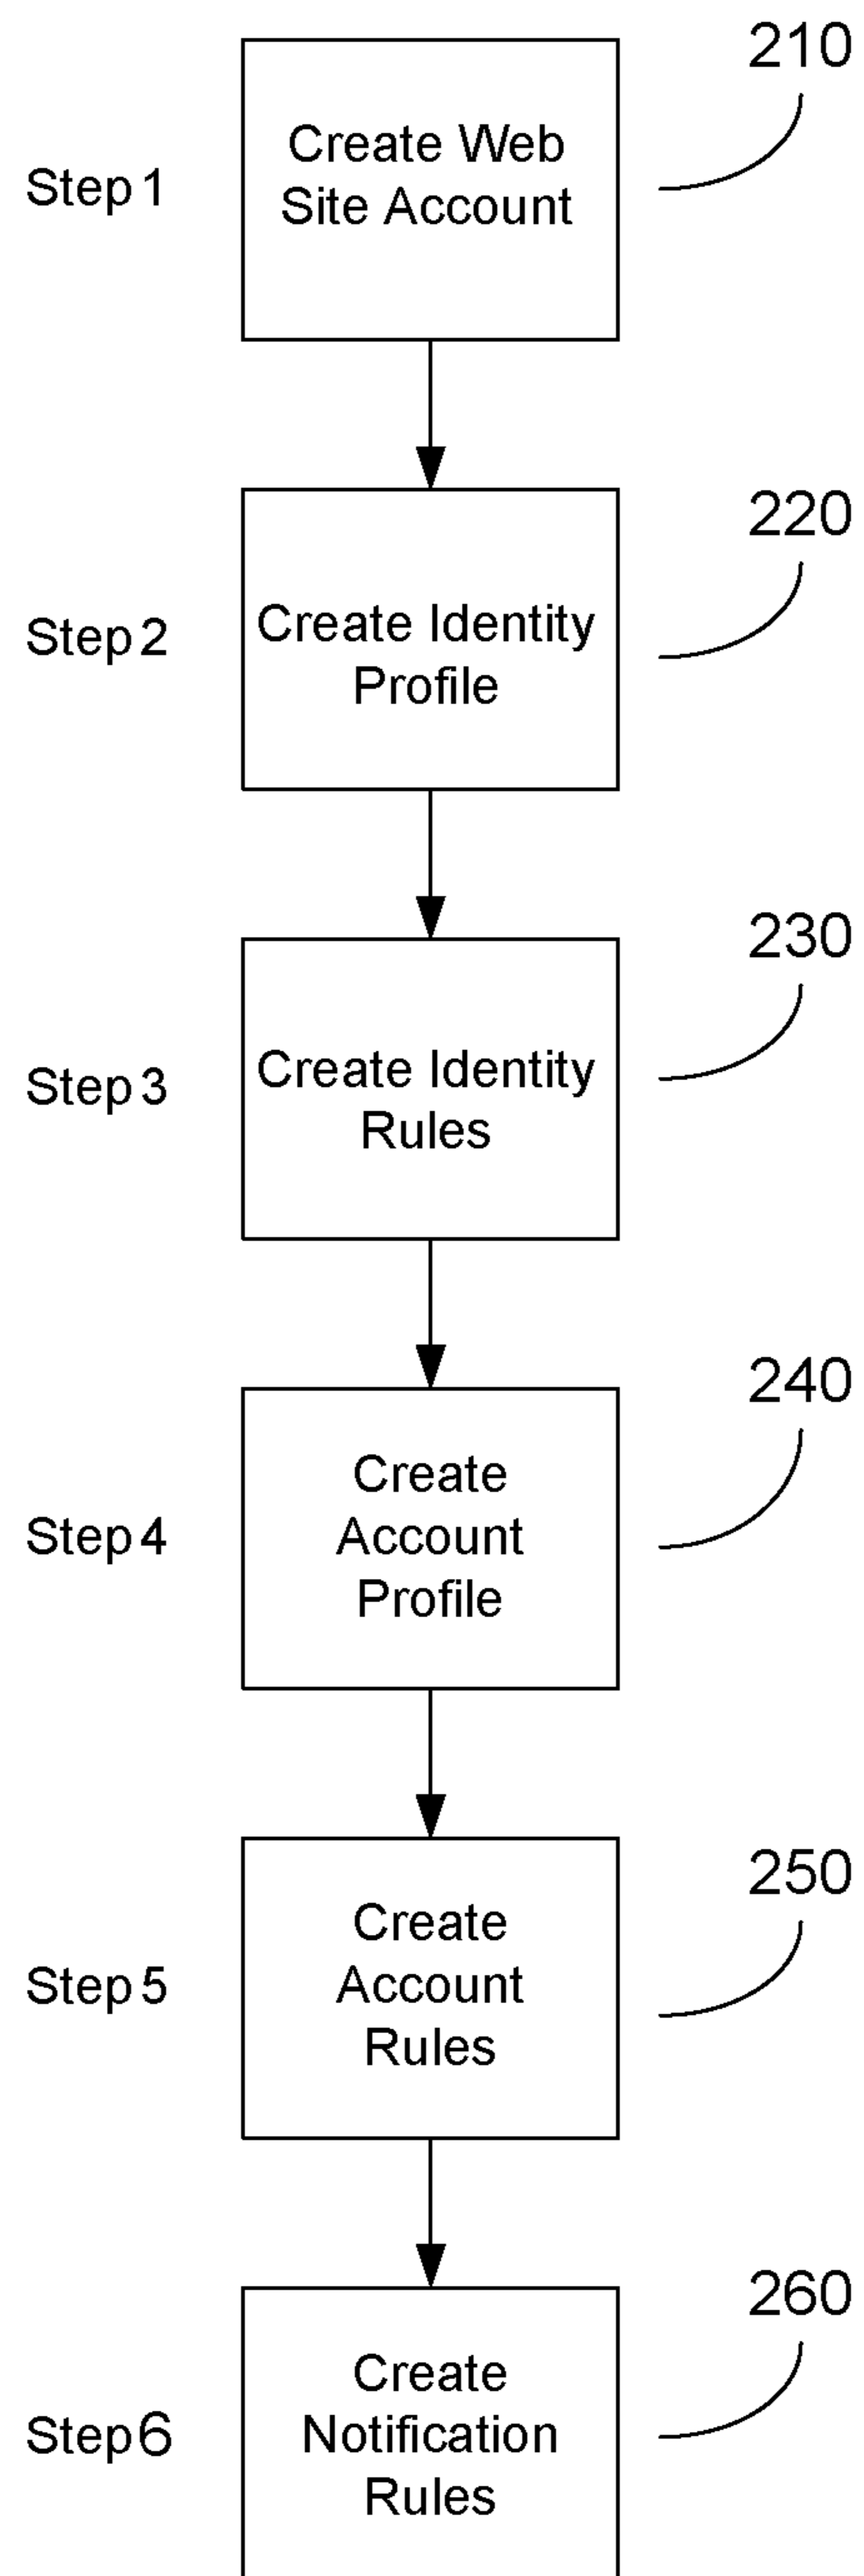 210
Step 1
Create Web
Site Account
220
Step 2
Create Identity
Profile
230
Step 3
Create Identity
Rules
240
Step 4
Create
Account
Profile
250
Step 5
Create
Account
Rules
260
Step 6
Create
Notification
Rules